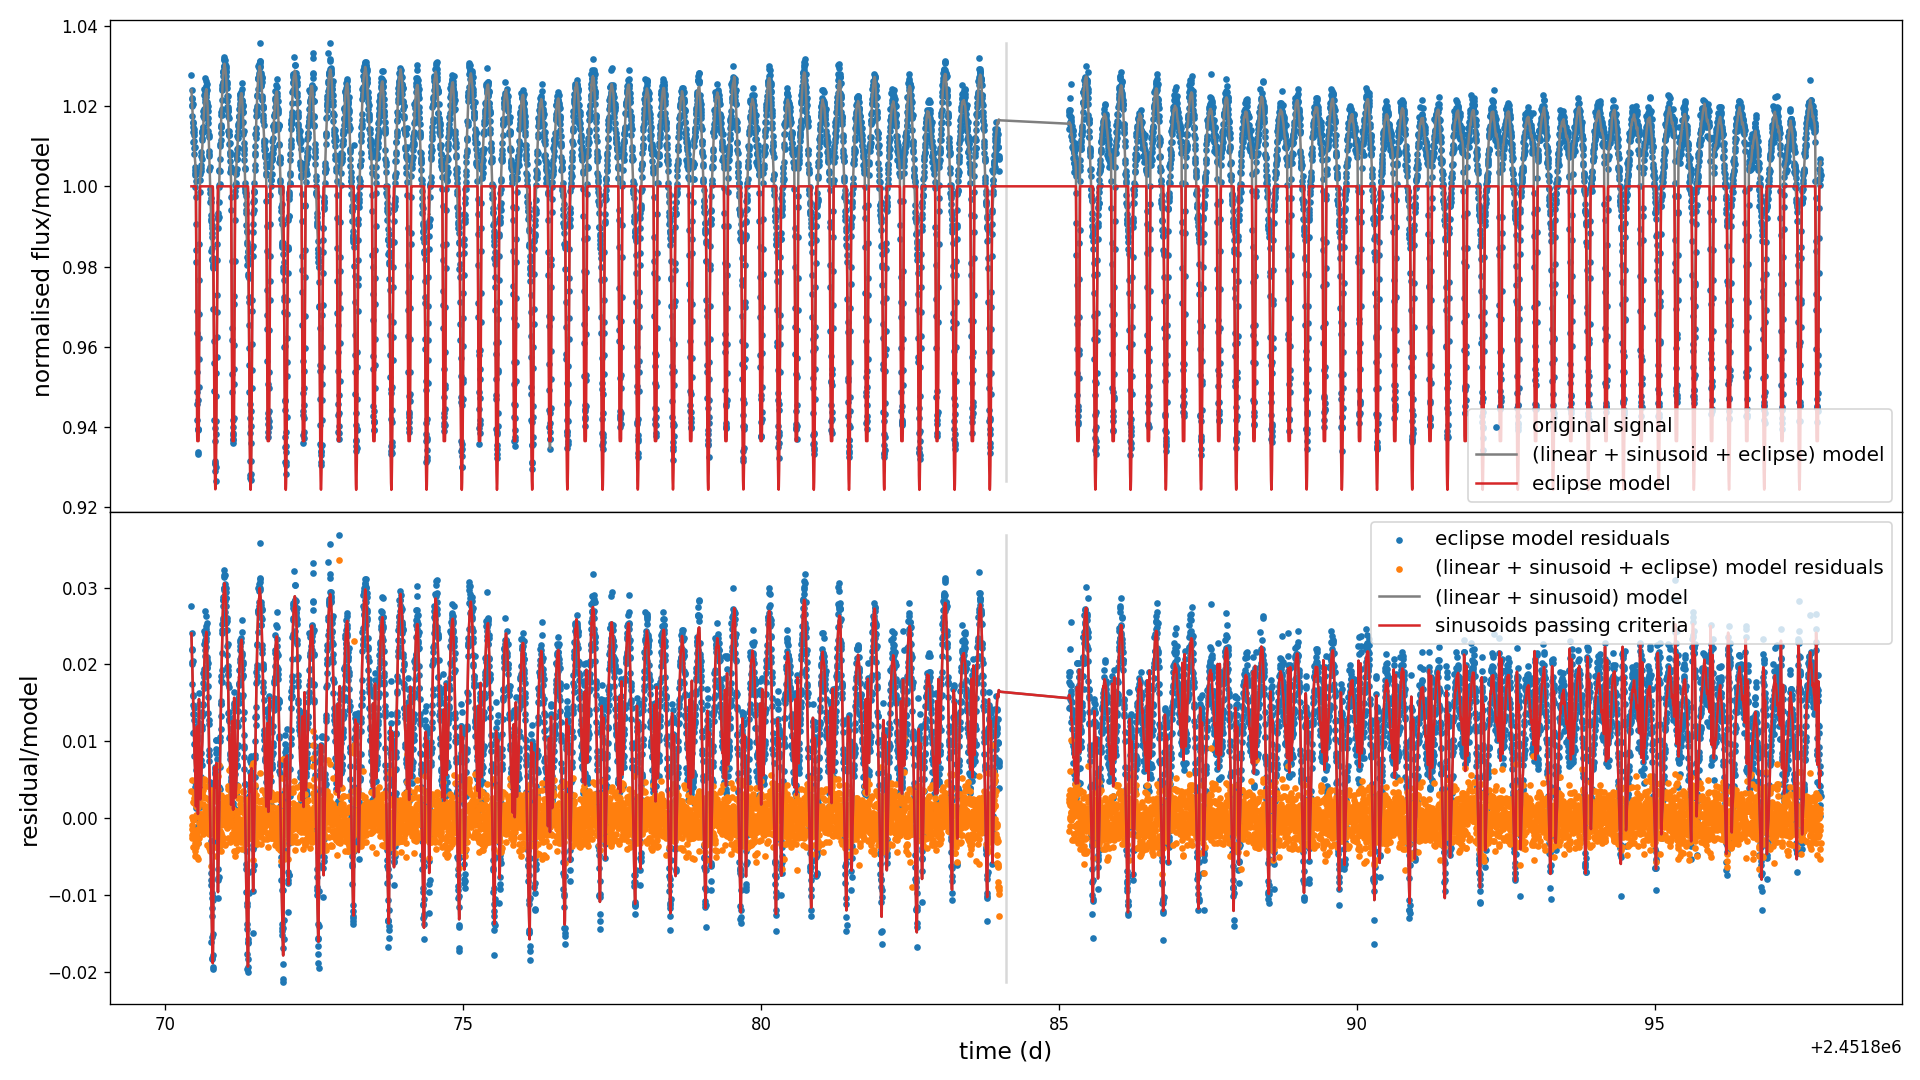 1.04
1.02
1.00
0.98
0.96
0.94
0.92
normalised flux/model
original signal
(linear + sinusoid + eclipse) model
eclipse model
0.03
0.02
0.01
0.00
−0.01
−0.02
residual/model
eclipse model residuals
(linear + sinusoid + eclipse) model residuals
(linear + sinusoid) model
sinusoids passing criteria
70
75
80
85
90
95
time (d)
+2.4518e6